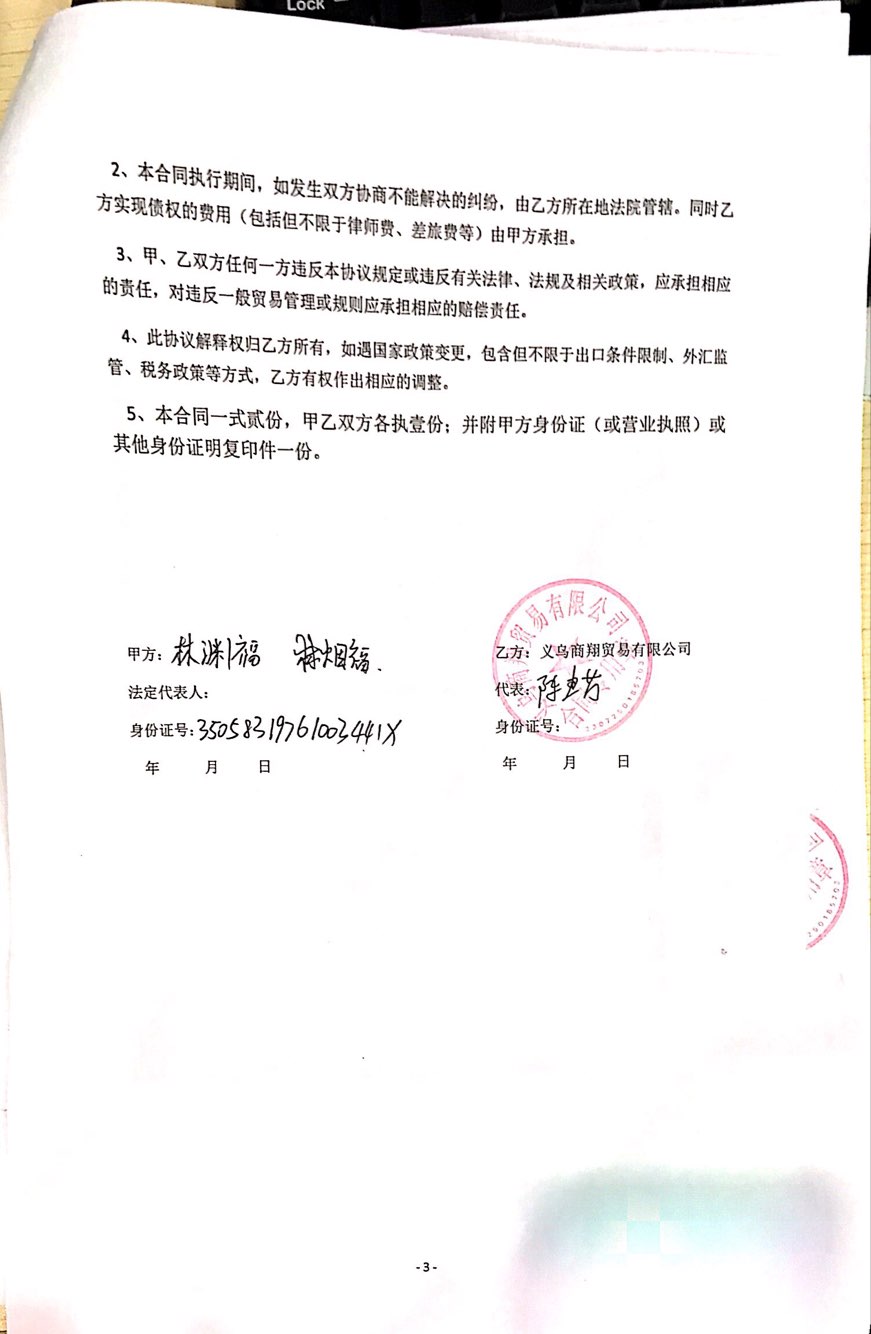 Lock
2、本合同执行期间，如发生双方协商不能解决的纠纷，由乙方所在地法院管辖。同时乙
方实现债权的费用（包括但不限于律师费、差旅费等）由甲方承担。
3、甲、乙双方任何一方违反本协议规定或违反有关法律、法规及相关政策，应承担相应
的责任，对违反一般贸易管理或规则应承担相应的赔偿责任。
4、此协议解释权归乙方所有，如遇国家政策变更，包含但不限于出口条件限制、外汇监
管、税务政策等方式，乙方有权作出相应的调整。
5、本合同一式贰份，甲乙双方各执壹份；并附甲方身份证（或营业执照）或
其他身份证明复印件一份。
贸易有限公司
甲方：林渊福
乙方：义乌商翔贸易有限公司
法定代表人：
代表：陈
身份证号：35058319761003441X
身份证号：
合同专用章
年 月 日
年 月 日
-3-